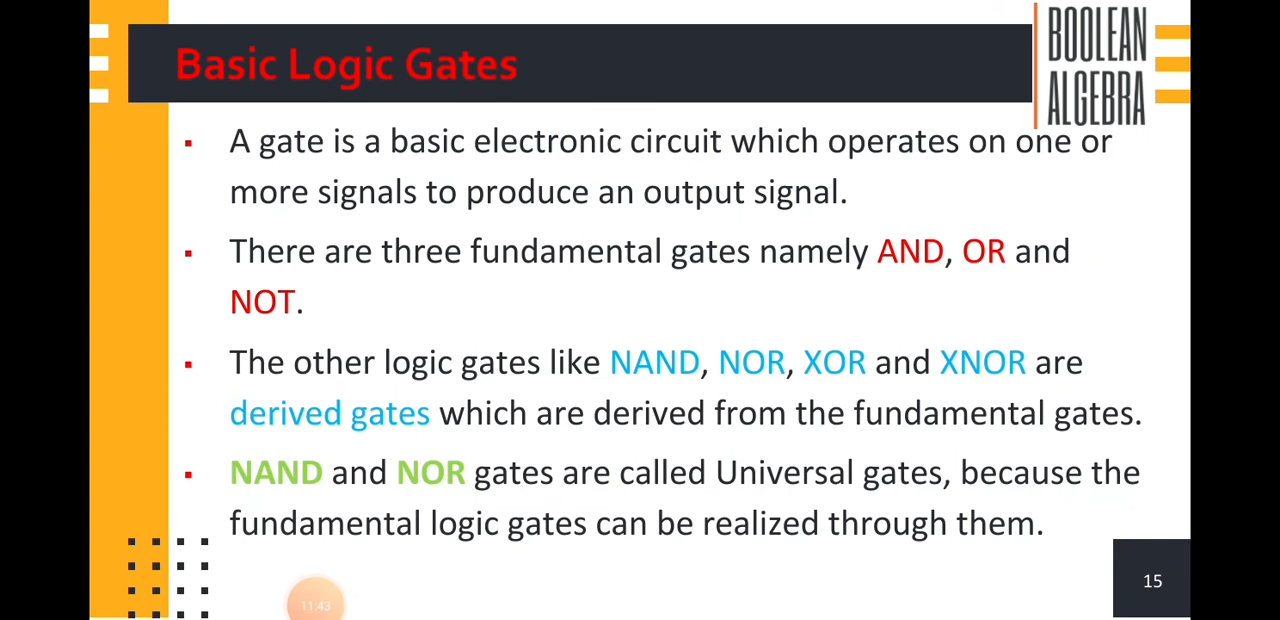 Basic Logic Gates
BOOLEAN
ALGEBRA
▪ A gate is a basic electronic circuit which operates on one or
more signals to produce an output signal.
▪ There are three fundamental gates namely AND, OR and
NOT.
▪ The other logic gates like NAND, NOR, XOR and XNOR are
derived gates which are derived from the fundamental gates.
▪ NAND and NOR gates are called Universal gates, because the
fundamental logic gates can be realized through them.
15
11:43